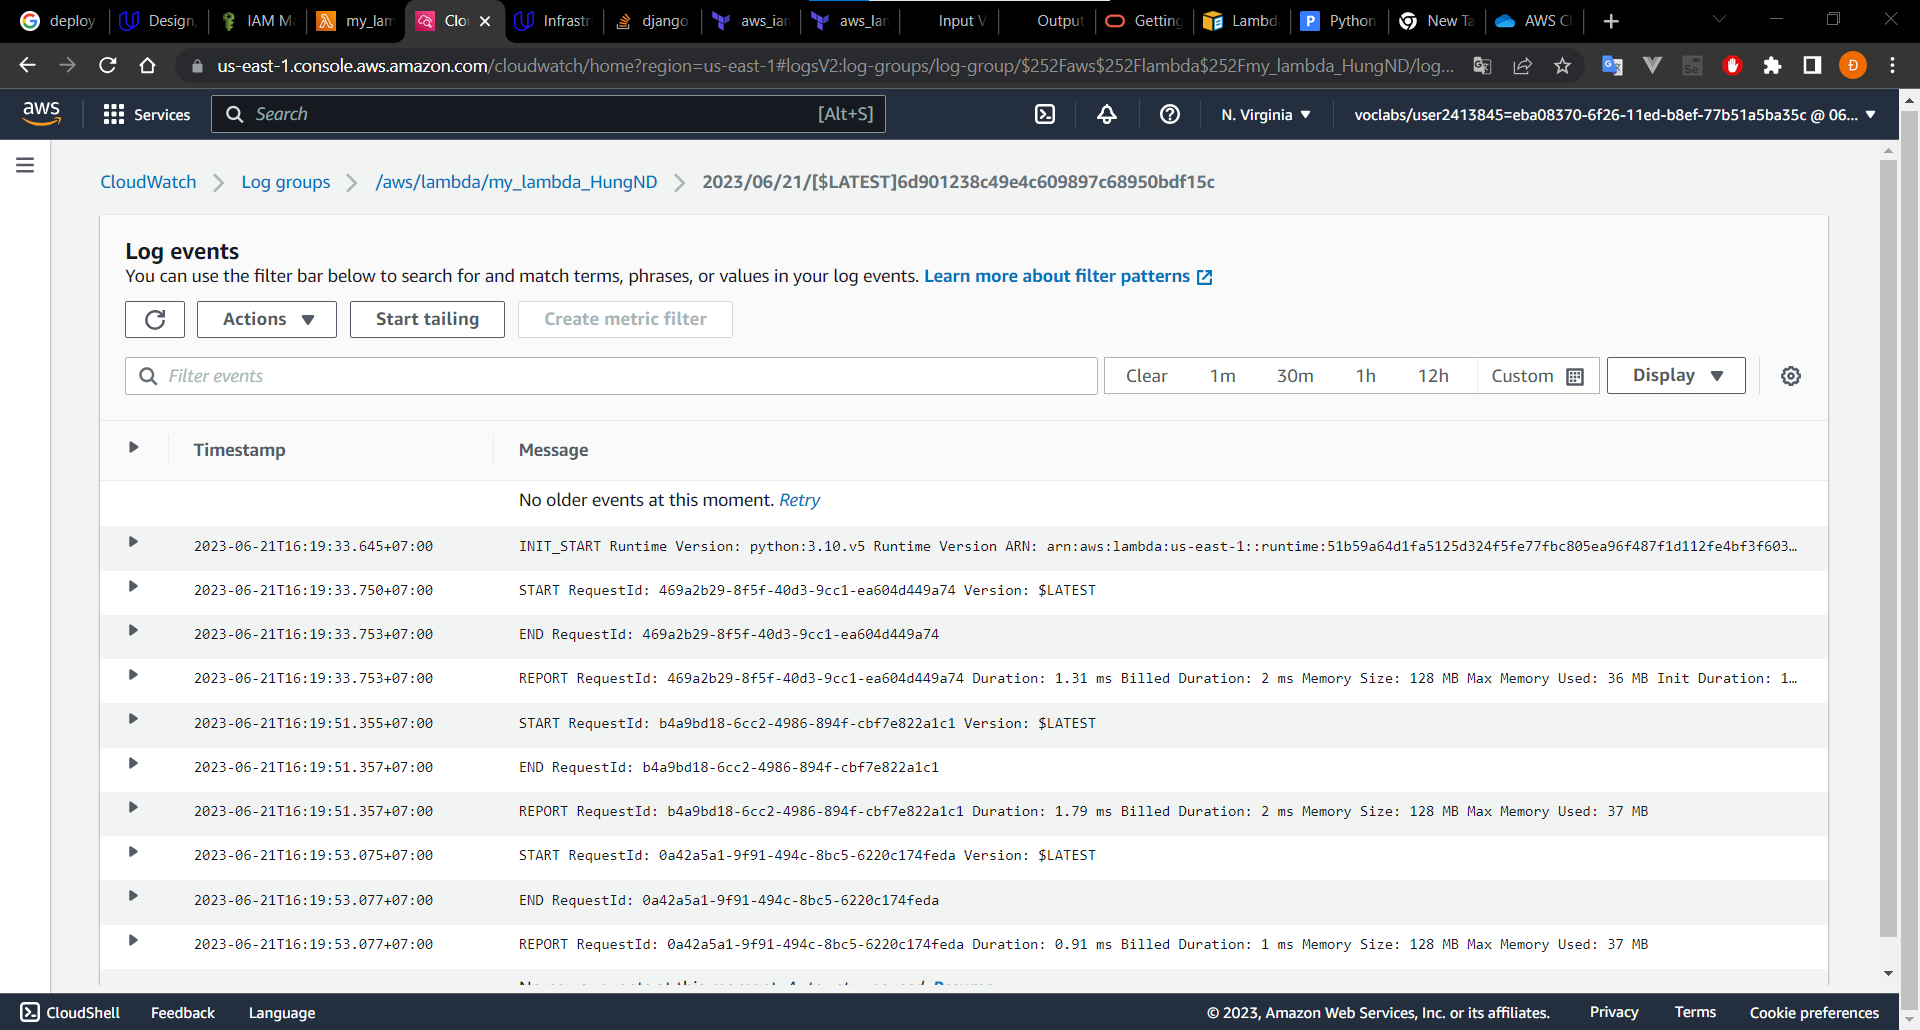 deploy Design, IAM Ma my_lam Clo Infrastr django aws_ian aws_lan Input V Output Getting Lambd Python New Ta AWS Cl
us-east-1.console.aws.amazon.com/cloudwatch/home?region=us-east-1#logsV2:log-groups/log-group/$252Faws$252Flambda$252Fmy_lambda_HungND/log... Đ
aws Services Search [Alt+S] N. Virginia voclabs/user2413845=eba08370-6f26-11ed-b8ef-77b51a5ba35c @ 06...
CloudWatch Log groups /aws/lambda/my_lambda_HungND 2023/06/21/[$LATEST]6d901238c49e4c609897c68950bdf15c
Log events
You can use the filter bar below to search for and match terms, phrases, or values in your log events. Learn more about filter patterns
Actions Start tailing Create metric filter
Filter events Clear 1m 30m 1h 12h Custom Display
Timestamp Message
No older events at this moment. Retry
2023-06-21T16:19:33.645+07:00 INIT_START Runtime Version: python:3.10.v5 Runtime Version ARN: arn:aws:lambda:us-east-1::runtime:51b59a64d1fa5125d324f5fe77fbc805ea96f487f1d112fe4bf3f603…
2023-06-21T16:19:33.750+07:00 START RequestId: 469a2b29-8f5f-40d3-9cc1-ea604d449a74 Version: $LATEST
2023-06-21T16:19:33.753+07:00 END RequestId: 469a2b29-8f5f-40d3-9cc1-ea604d449a74
2023-06-21T16:19:33.753+07:00 REPORT RequestId: 469a2b29-8f5f-40d3-9cc1-ea604d449a74 Duration: 1.31 ms Billed Duration: 2 ms Memory Size: 128 MB Max Memory Used: 36 MB Init Duration: 1…
2023-06-21T16:19:51.355+07:00 START RequestId: b4a9bd18-6cc2-4986-894f-cbf7e822a1c1 Version: $LATEST
2023-06-21T16:19:51.357+07:00 END RequestId: b4a9bd18-6cc2-4986-894f-cbf7e822a1c1
2023-06-21T16:19:51.357+07:00 REPORT RequestId: b4a9bd18-6cc2-4986-894f-cbf7e822a1c1 Duration: 1.79 ms Billed Duration: 2 ms Memory Size: 128 MB Max Memory Used: 37 MB
2023-06-21T16:19:53.075+07:00 START RequestId: 0a42a5a1-9f91-494c-8bc5-6220c174feda Version: $LATEST
2023-06-21T16:19:53.077+07:00 END RequestId: 0a42a5a1-9f91-494c-8bc5-6220c174feda
2023-06-21T16:19:53.077+07:00 REPORT RequestId: 0a42a5a1-9f91-494c-8bc5-6220c174feda Duration: 0.91 ms Billed Duration: 1 ms Memory Size: 128 MB Max Memory Used: 37 MB
CloudShell Feedback Language © 2023, Amazon Web Services, Inc. or its affiliates. Privacy Terms Cookie preferences